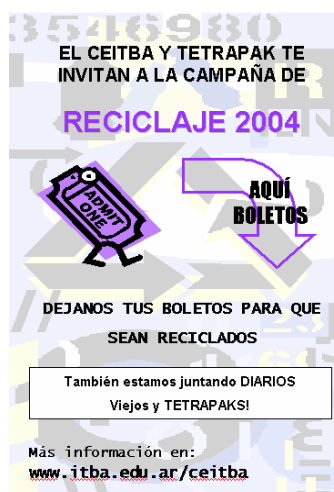 3546980
EL CEITBA Y TETRAPAK TE
INVITAN A LA CAMPAÑA DE
RECICLAJE 2004
ADMIT
ONE
AQUÍ
BOLETOS
DEJANOS TUS BOLETOS PARA QUE
SEAN RECICLADOS
También estamos juntando DIARIOS
Viejos y TETRAPAKS!
Más información en:
www.itba.edu.ar/ceitba